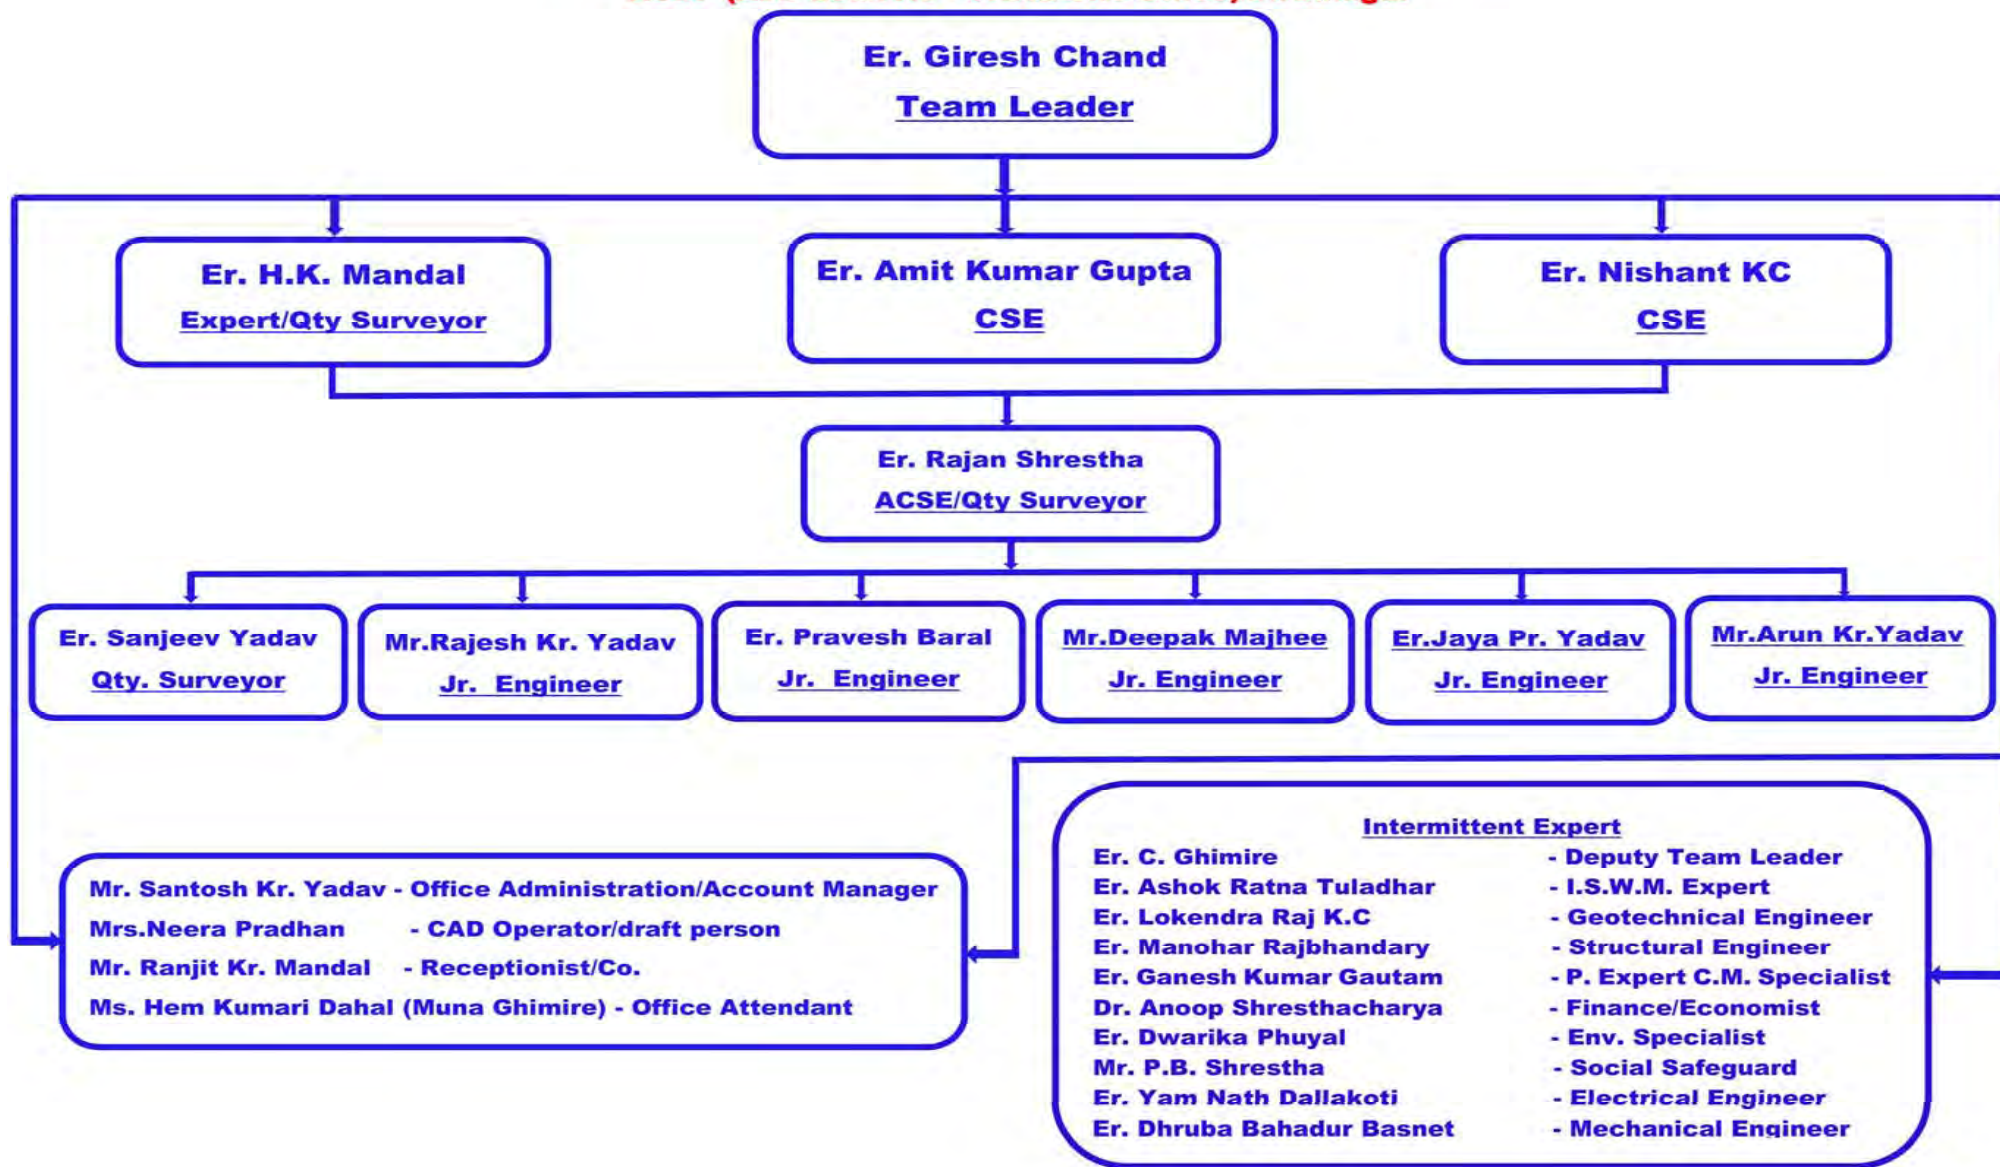 Er. Giresh Chand
Team Leader
Er. H.K. Mandal
Expert/Qty Surveyor
Er. Amit Kumar Gupta
CSE
Er. Nishant KC
CSE
Er. Rajan Shrestha
ACSE/Qty Surveyor
Er. Sanjeev Yadav
Qty. Surveyor
Mr.Rajesh Kr. Yadav
Jr. Engineer
Er. Pravesh Baral
Jr. Engineer
Mr.Deepak Majhee
Jr. Engineer
Er.Jaya Pr. Yadav
Jr. Engineer
Mr.Arun Kr.Yadav
Jr. Engineer
Mr. Santosh Kr. Yadav - Office Administration/Account Manager
Mrs.Neera Pradhan - CAD Operator/draft person
Mr. Ranjit Kr. Mandal - Receptionist/Co.
Ms. Hem Kumari Dahal (Muna Ghimire) - Office Attendant
Intermittent Expert
Er. C. Ghimire - Deputy Team Leader
Er. Ashok Ratna Tuladhar - I.S.W.M. Expert
Er. Lokendra Raj K.C - Geotechnical Engineer
Er. Manohar Rajbhandary - Structural Engineer
Er. Ganesh Kumar Gautam - P. Expert C.M. Specialist
Dr. Anoop Shresthacharya - Finance/Economist
Er. Dwarika Phuyal - Env. Specialist
Mr. P.B. Shrestha - Social Safeguard
Er. Yam Nath Dallakoti - Electrical Engineer
Er. Dhruba Bahadur Basnet - Mechanical Engineer